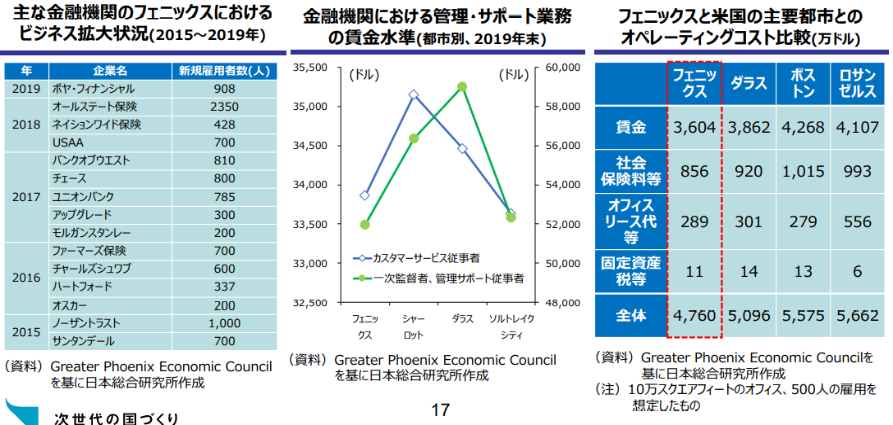 主な金融機関のフェニックスにおける
ビジネス拡大状況(2015～2019年)
年 企業名 新規雇用者数(人)
2019 ボヤ・フィナンシャル 908
2018 オールステート保険 2350
ネイションワイド保険 428
USAA 700
2017 バンクオブウエスト 810
チェース 800
ユニオンバンク 785
アップグレード 300
モルガンスタンレー 200
2016 ファーマーズ保険 700
チャールズシュワブ 600
ハートフォード 337
オスカー 200
2015 ノーザントラスト 1,000
サンタンデール 700
（資料） Greater Phoenix Economic Council
を基に日本総合研究所作成
次世代の国づくり
金融機関における管理・サポート業務
の賃金水準(都市別、2019年末)
(ドル) (ドル)
35,500 60,000
35,000 58,000
34,500 56,000
34,000 54,000
33,500 52,000
33,000 50,000
32,500 48,000
カスタマーサービス従事者
一次監督者、管理サポート従事者
フェニッ シャー ダラス ソルトレイク
クス ロット シティ
（資料） Greater Phoenix Economic Council
を基に日本総合研究所作成
17
フェニックスと米国の主要都市との
オペレーティングコスト比較(万ドル)
フェニッ ダラス ボス ロサン
クス トン ゼルス
賃金 3,604 3,862 4,268 4,107
社会
保険料等 856 920 1,015 993
オフィス
リース代 289 301 279 556
等
固定資産 11 14 13 6
税等
全体 4,760 5,096 5,575 5,662
（資料） Greater Phoenix Economic Councilを
基に日本総合研究所作成
（注） 10万スクエアフィートのオフィス、500人の雇用を
想定したもの